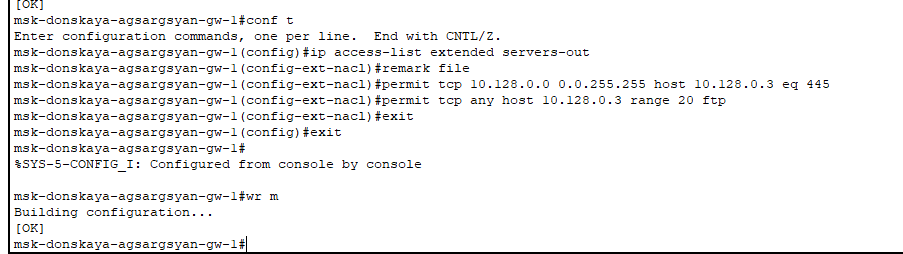 [OK]
msk-donskaya-agsargsyan-gw-1#conf t
Enter configuration commands, one per line.  End with CNTL/Z.
msk-donskaya-agsargsyan-gw-1(config)#ip access-list extended servers-out
msk-donskaya-agsargsyan-gw-1(config-ext-nacl)#remark file
msk-donskaya-agsargsyan-gw-1(config-ext-nacl)#permit tcp 10.128.0.0 0.0.255.255 host 10.128.0.3 eq 445
msk-donskaya-agsargsyan-gw-1(config-ext-nacl)#permit tcp any host 10.128.0.3 range 20 ftp
msk-donskaya-agsargsyan-gw-1(config-ext-nacl)#exit
msk-donskaya-agsargsyan-gw-1(config)#exit
msk-donskaya-agsargsyan-gw-1#
%SYS-5-CONFIG_I: Configured from console by console
msk-donskaya-agsargsyan-gw-1#wr m
Building configuration...
[OK]
msk-donskaya-agsargsyan-gw-1#